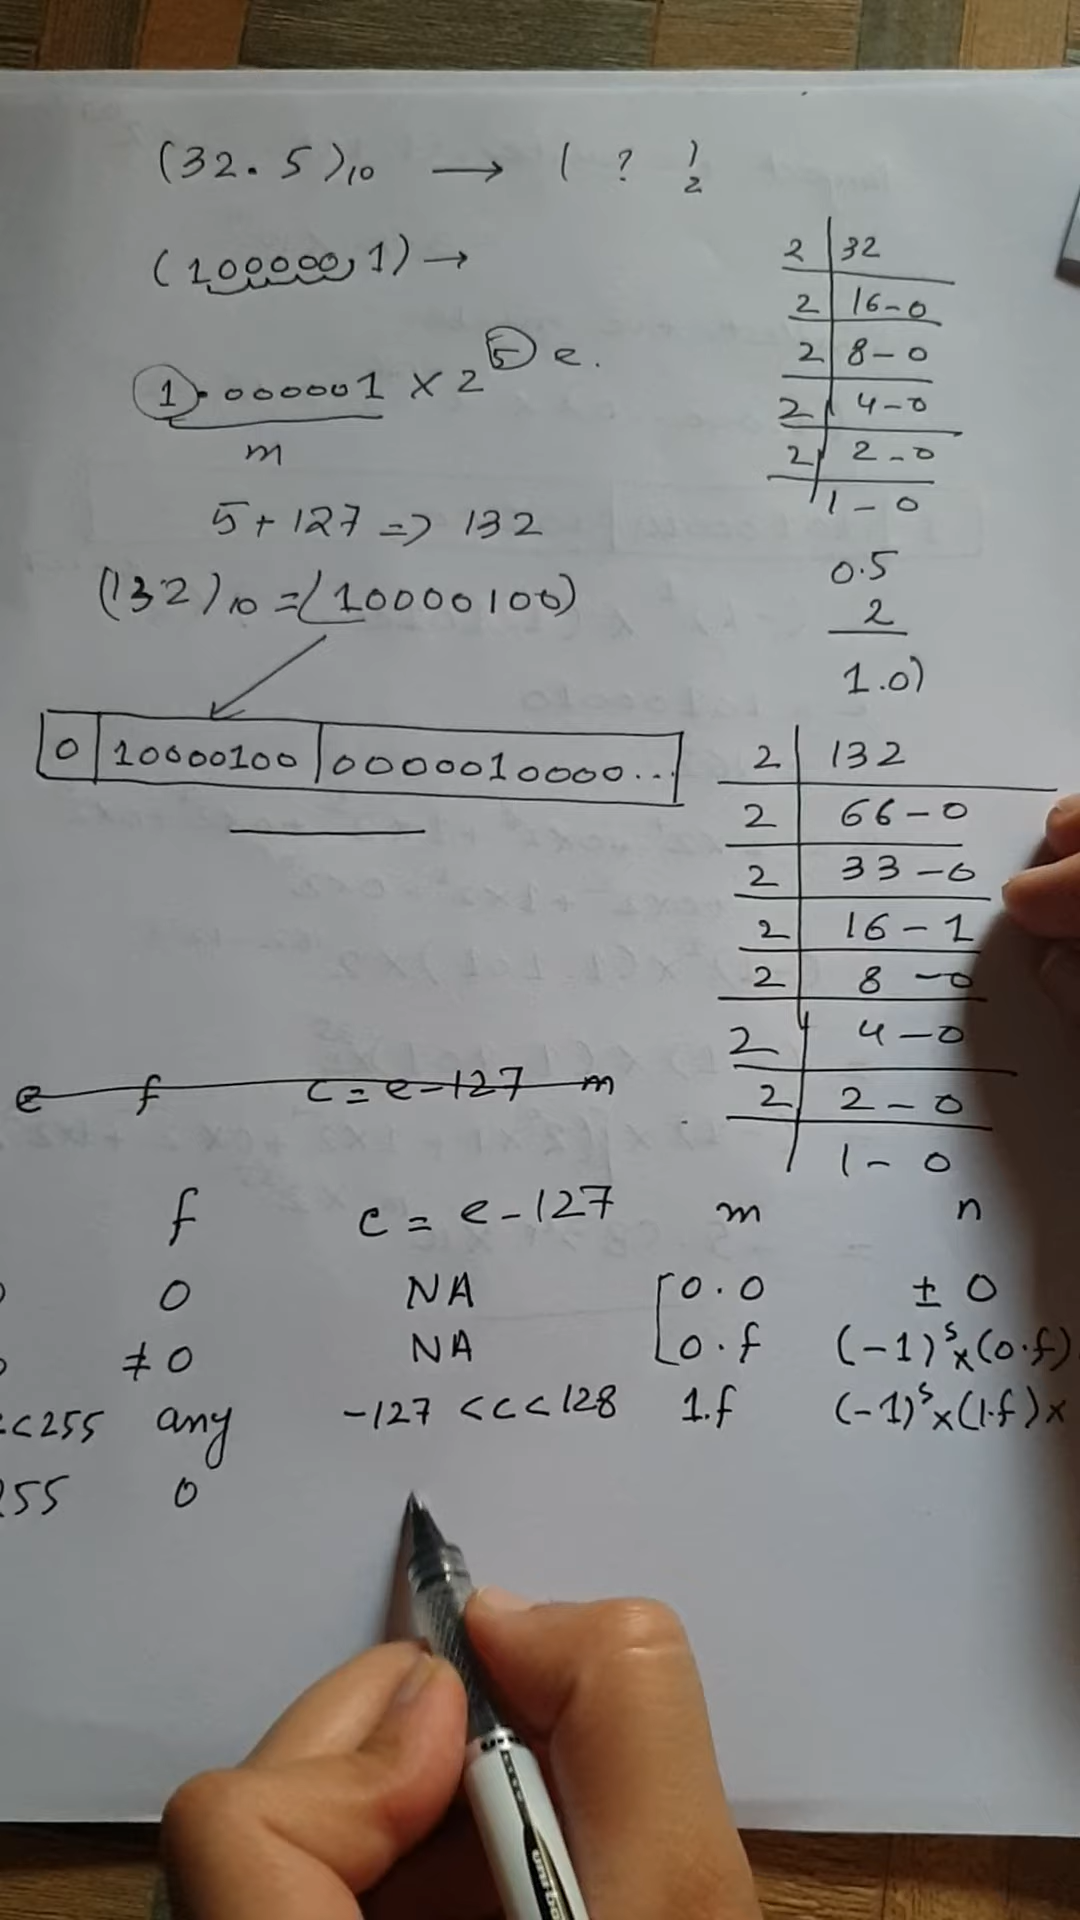 (32.5)10 → ( ? )2
(100000.1) →
1.000001 × 2^5 e.
m
5 + 127 => 132
(132)10 = (10000100)
0 | 10000100 | 0000010000...
2 | 32
2 | 16 - 0
2 | 8 - 0
2 | 4 - 0
2 | 2 - 0
1 - 0
0.5
2
1.0)
2 | 132
2 | 66 - 0
2 | 33 - 0
2 | 16 - 1
2 | 8 - 0
2 | 4 - 0
2 | 2 - 0
1 - 0
e f c = e - 127 m
f c = e - 127 m n
0 NA 0.0 ± 0
≠ 0 NA 0.f (-1)^s × (0.f)
<255 any -127 < c < 128 1.f (-1)^s × (1.f) ×
255 0